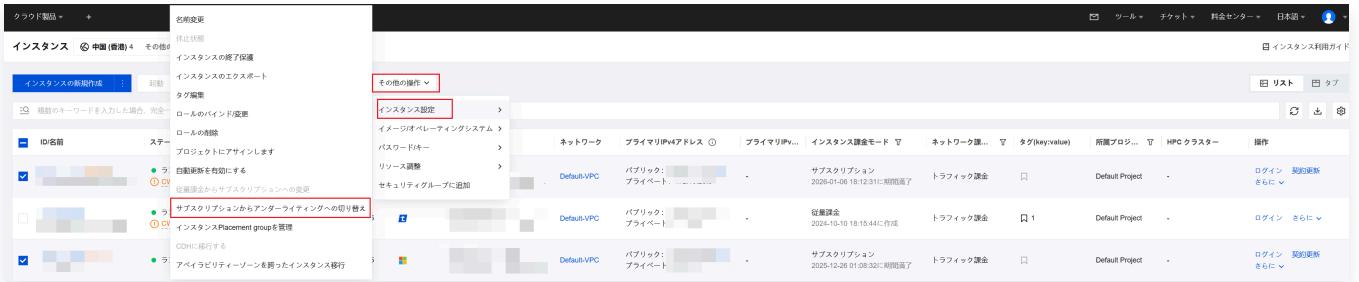 クラウド製品 +
ツール チケット 料金センター 日本語
インスタンス 中国 (香港) 4 その他の
インスタンス利用ガイド
インスタンスの新規作成 起動
その他の操作
リスト タブ
複数のキーワードを入力した場合、完全一
名前変更
休止状態
インスタンスの終了保護
インスタンスのエクスポート
タグ編集
ロールのバインド/変更
ロールの削除
プロジェクトにアサインします
自動更新を有効にする
従量課金からサブスクリプションへの変更
サブスクリプションからアンダーライティングへの切り替え
インスタンスPlacement groupを管理
CDHに移行する
アベイラビリティーゾーンを跨ったインスタンス移行
インスタンス設定
イメージ/オペレーティングシステム
パスワード/キー
リソース調整
セキュリティグループに追加
ID/名前 ステー ネットワーク プライマリIPv4アドレス プライマリIPv... インスタンス課金モード ネットワーク課... タグ(key:value) 所属プロジ... HPC クラスター 操作
Default-VPC パブリック: - サブスクリプション トラフィック課金 Default Project - ログイン 契約更新
プライベート 2026-01-06 18:12:31に期間満了 さらに
Default-VPC パブリック: - 従量課金 トラフィック課金 1 Default Project - ログイン さらに
プライベート 2024-10-10 18:15:44に作成
Default-VPC パブリック: - サブスクリプション トラフィック課金 Default Project - ログイン 契約更新
プライベート 2025-12-26 01:08:32に期間満了 さらに